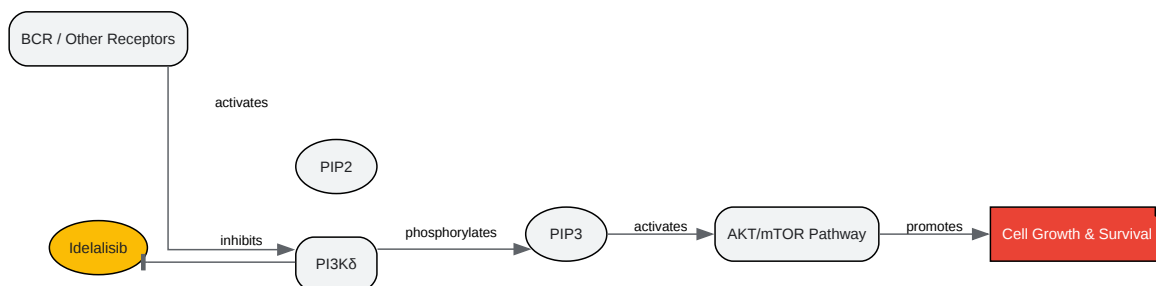 BCR / Other Receptors
activates
PIP2
Idelalisib
inhibits
PI3Kδ
phosphorylates
PIP3
activates
AKT/mTOR Pathway
promotes
Cell Growth & Survival